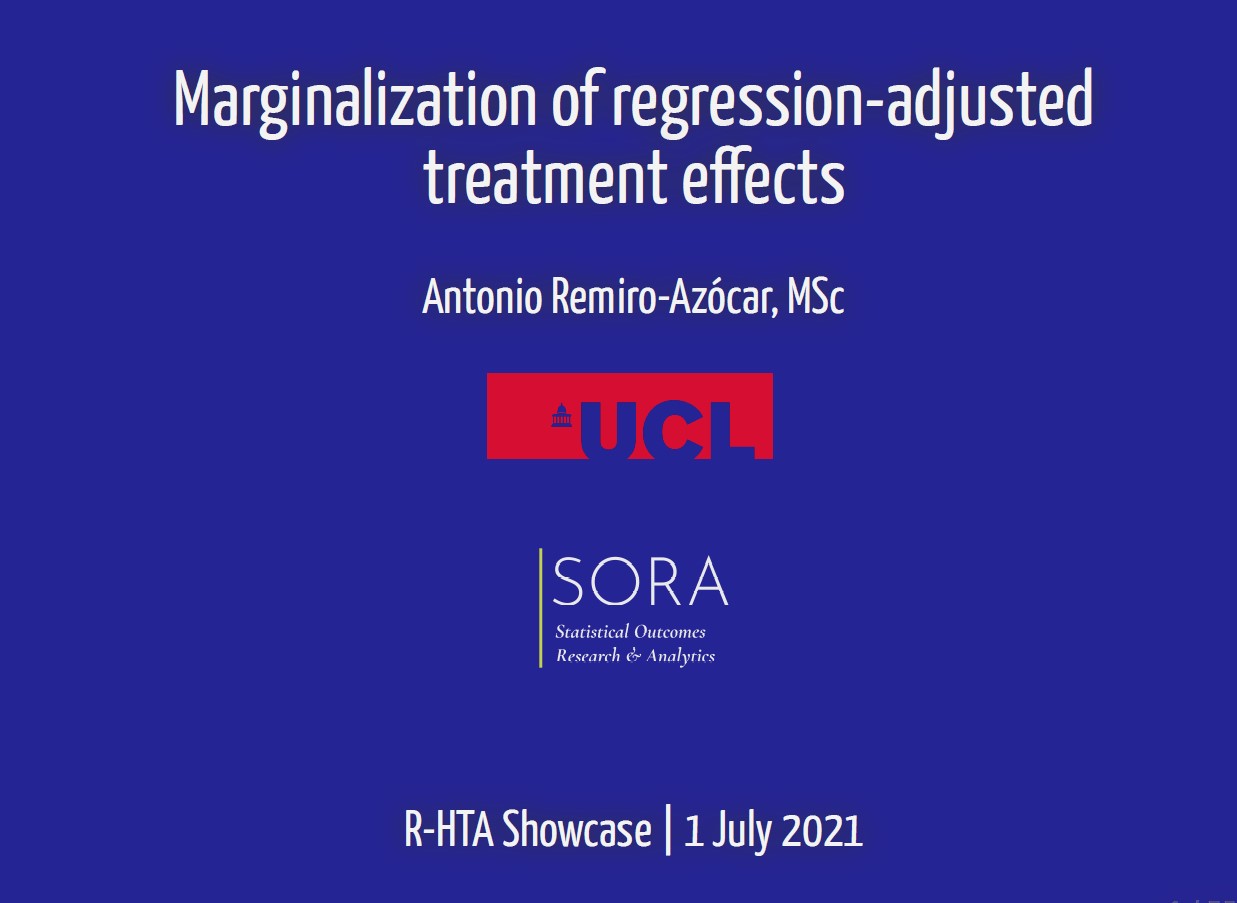 Marginalization of regression-adjusted
treatment effects
Antonio Remiro-Azócar, MSc
UCL
SORA
Statistical Outcomes
Research & Analytics
R-HTA Showcase | 1 July 2021